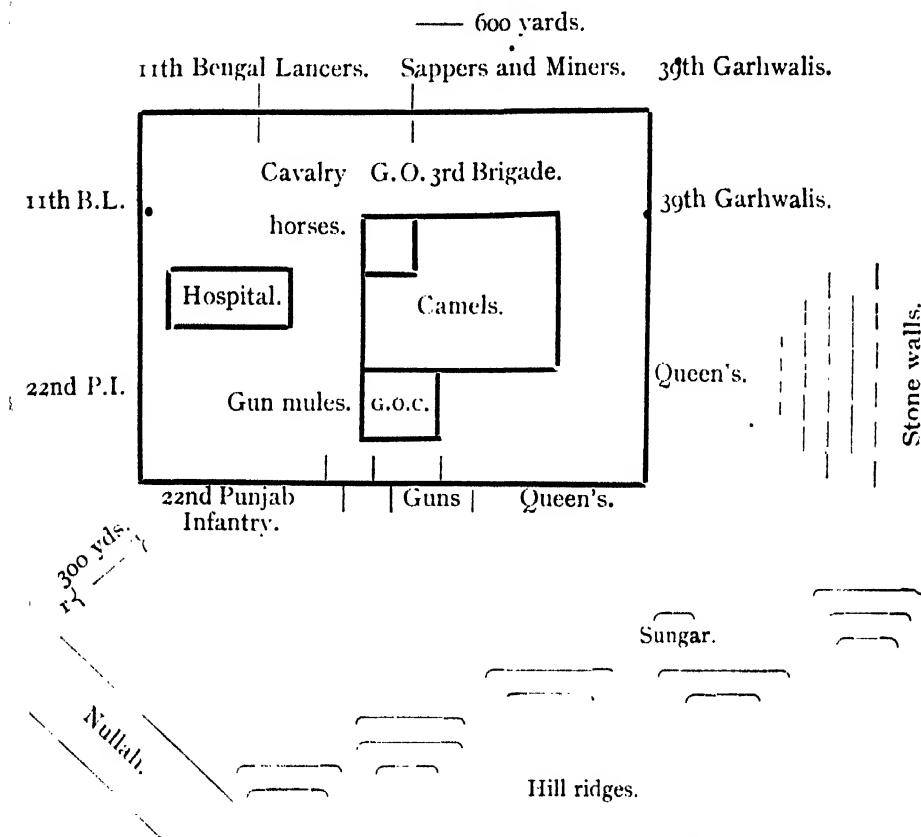 600 yards.
11th Bengal Lancers. Sappers and Miners. 39th Garhwalis.
Cavalry G.O. 3rd Brigade.
11th B.L. 39th Garhwalis.
horses.
Hospital.
Camels.
Stone walls.
Queen's.
22nd P.I.
Gun mules. G.O.C.
22nd Punjab Guns Queen's.
Infantry.
300 yds.
Sungar.
Nullah.
Hill ridges.